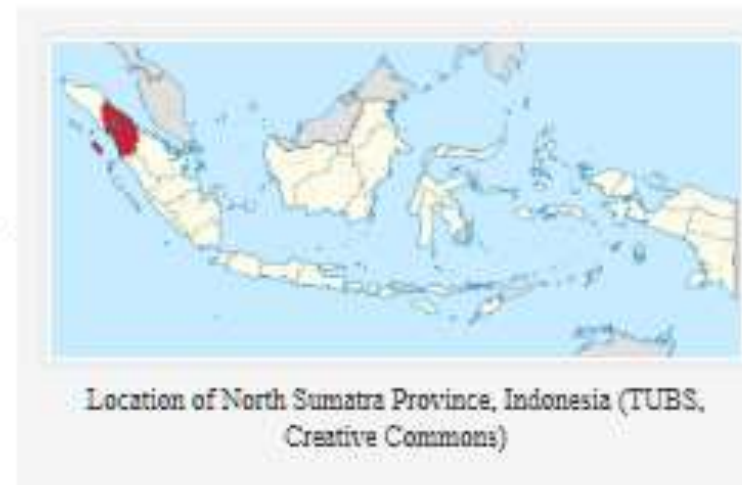 Location of North Sumatra Province, Indonesia (TUBS,
Creative Commons)